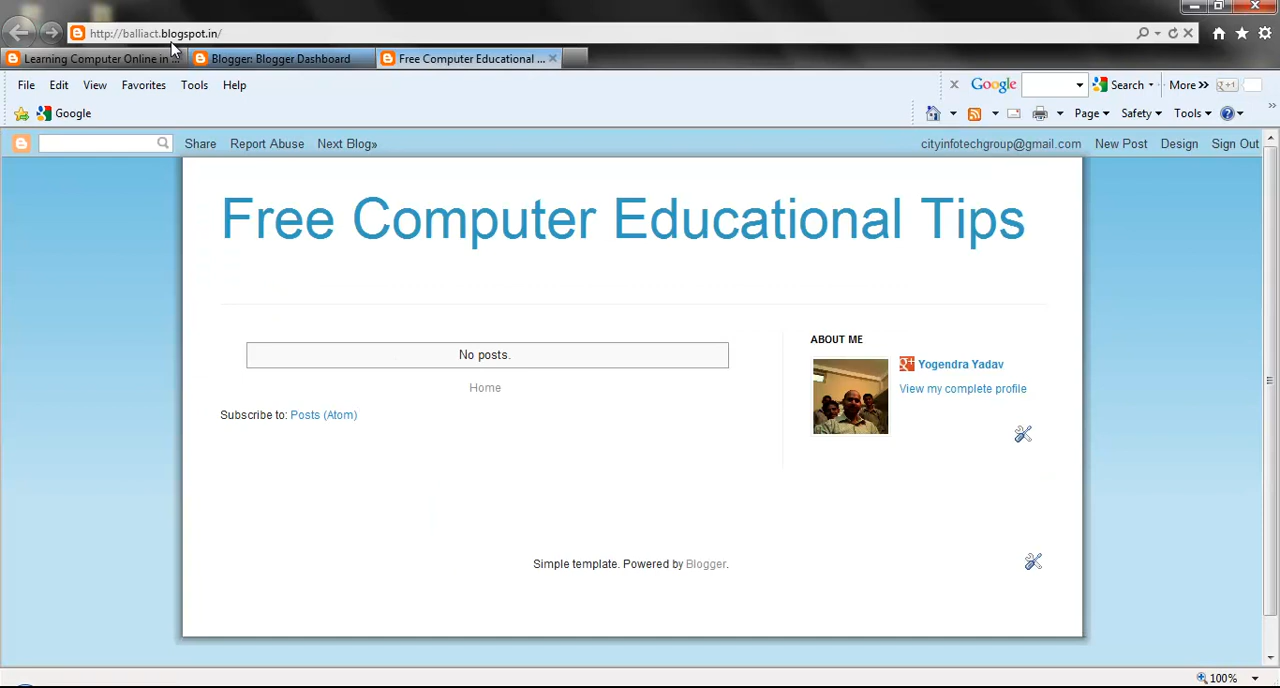 http://balliact.blogspot.in/
Learning Computer Online in ...
Blogger: Blogger Dashboard
Free Computer Educational ...
File Edit View Favorites Tools Help
x Google Search More »
Google
Page Safety Tools
Share Report Abuse Next Blog»
cityinfotechgroup@gmail.com New Post Design Sign Out
Free Computer Educational Tips
No posts.
Home
Subscribe to: Posts (Atom)
ABOUT ME
Yogendra Yadav
View my complete profile
Simple template. Powered by Blogger.
100%